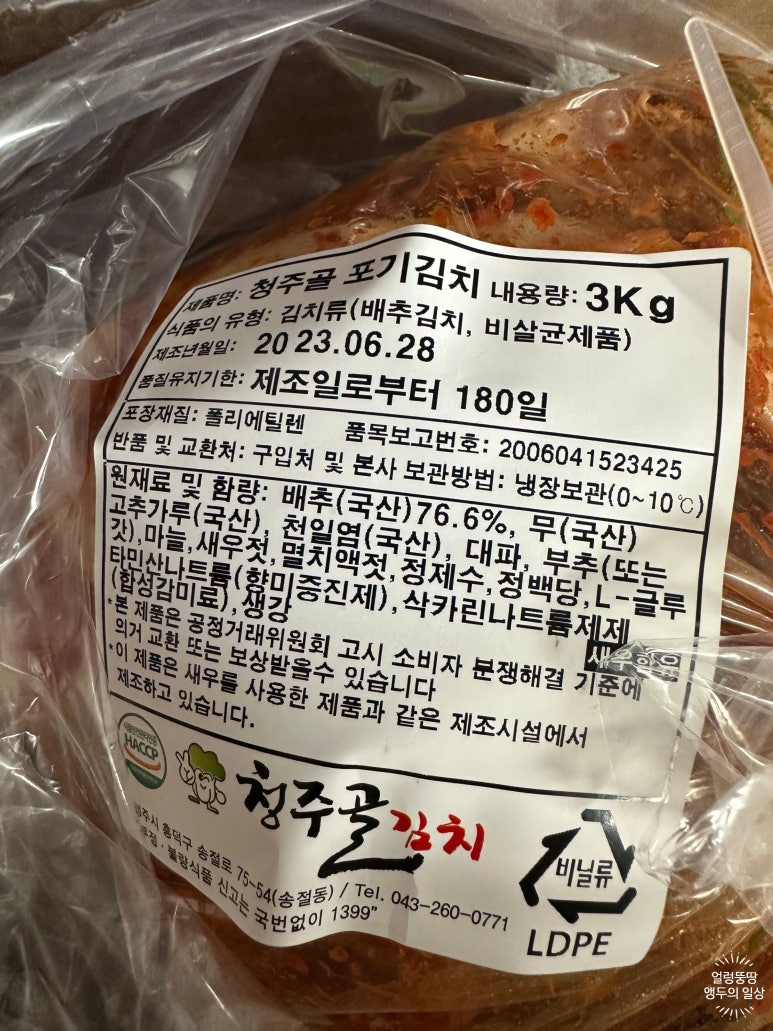 제품명: 청주골 포기김치 내용량: 3Kg
식품의 유형: 김치류(배추김치, 비살균제품)
제조년월일: 2023.06.28
품질유지기한: 제조일로부터 180일
포장재질: 폴리에틸렌 품목보고번호: 2006041523425
반품 및 교환처: 구입처 및 본사 보관방법: 냉장보관(0~10℃)
원재료 및 함량: 배추(국산)76.6%, 무(국산)
고추가루(국산), 천일염(국산), 대파, 부추(또는
갓),마늘,새우젓,멸치액젓,정제수,정백당,L-글루
타민산나트륨(향미증진제),삭카린나트륨제제
(합성감미료),생강
새우함유
*본 제품은 공정거래위원회 고시 소비자 분쟁해결 기준에
의거 교환 또는 보상받을수 있습니다
*이 제품은 새우를 사용한 제품과 같은 제조시설에서
제조하고 있습니다.
HACCP
청주골김치
청주시 흥덕구 송절로 75-54(송절동) / Tel. 043-260-0771
불량식품 신고는 국번없이 1399"
비닐류
LDPE
얼렁뚱땅
앵두의 일상